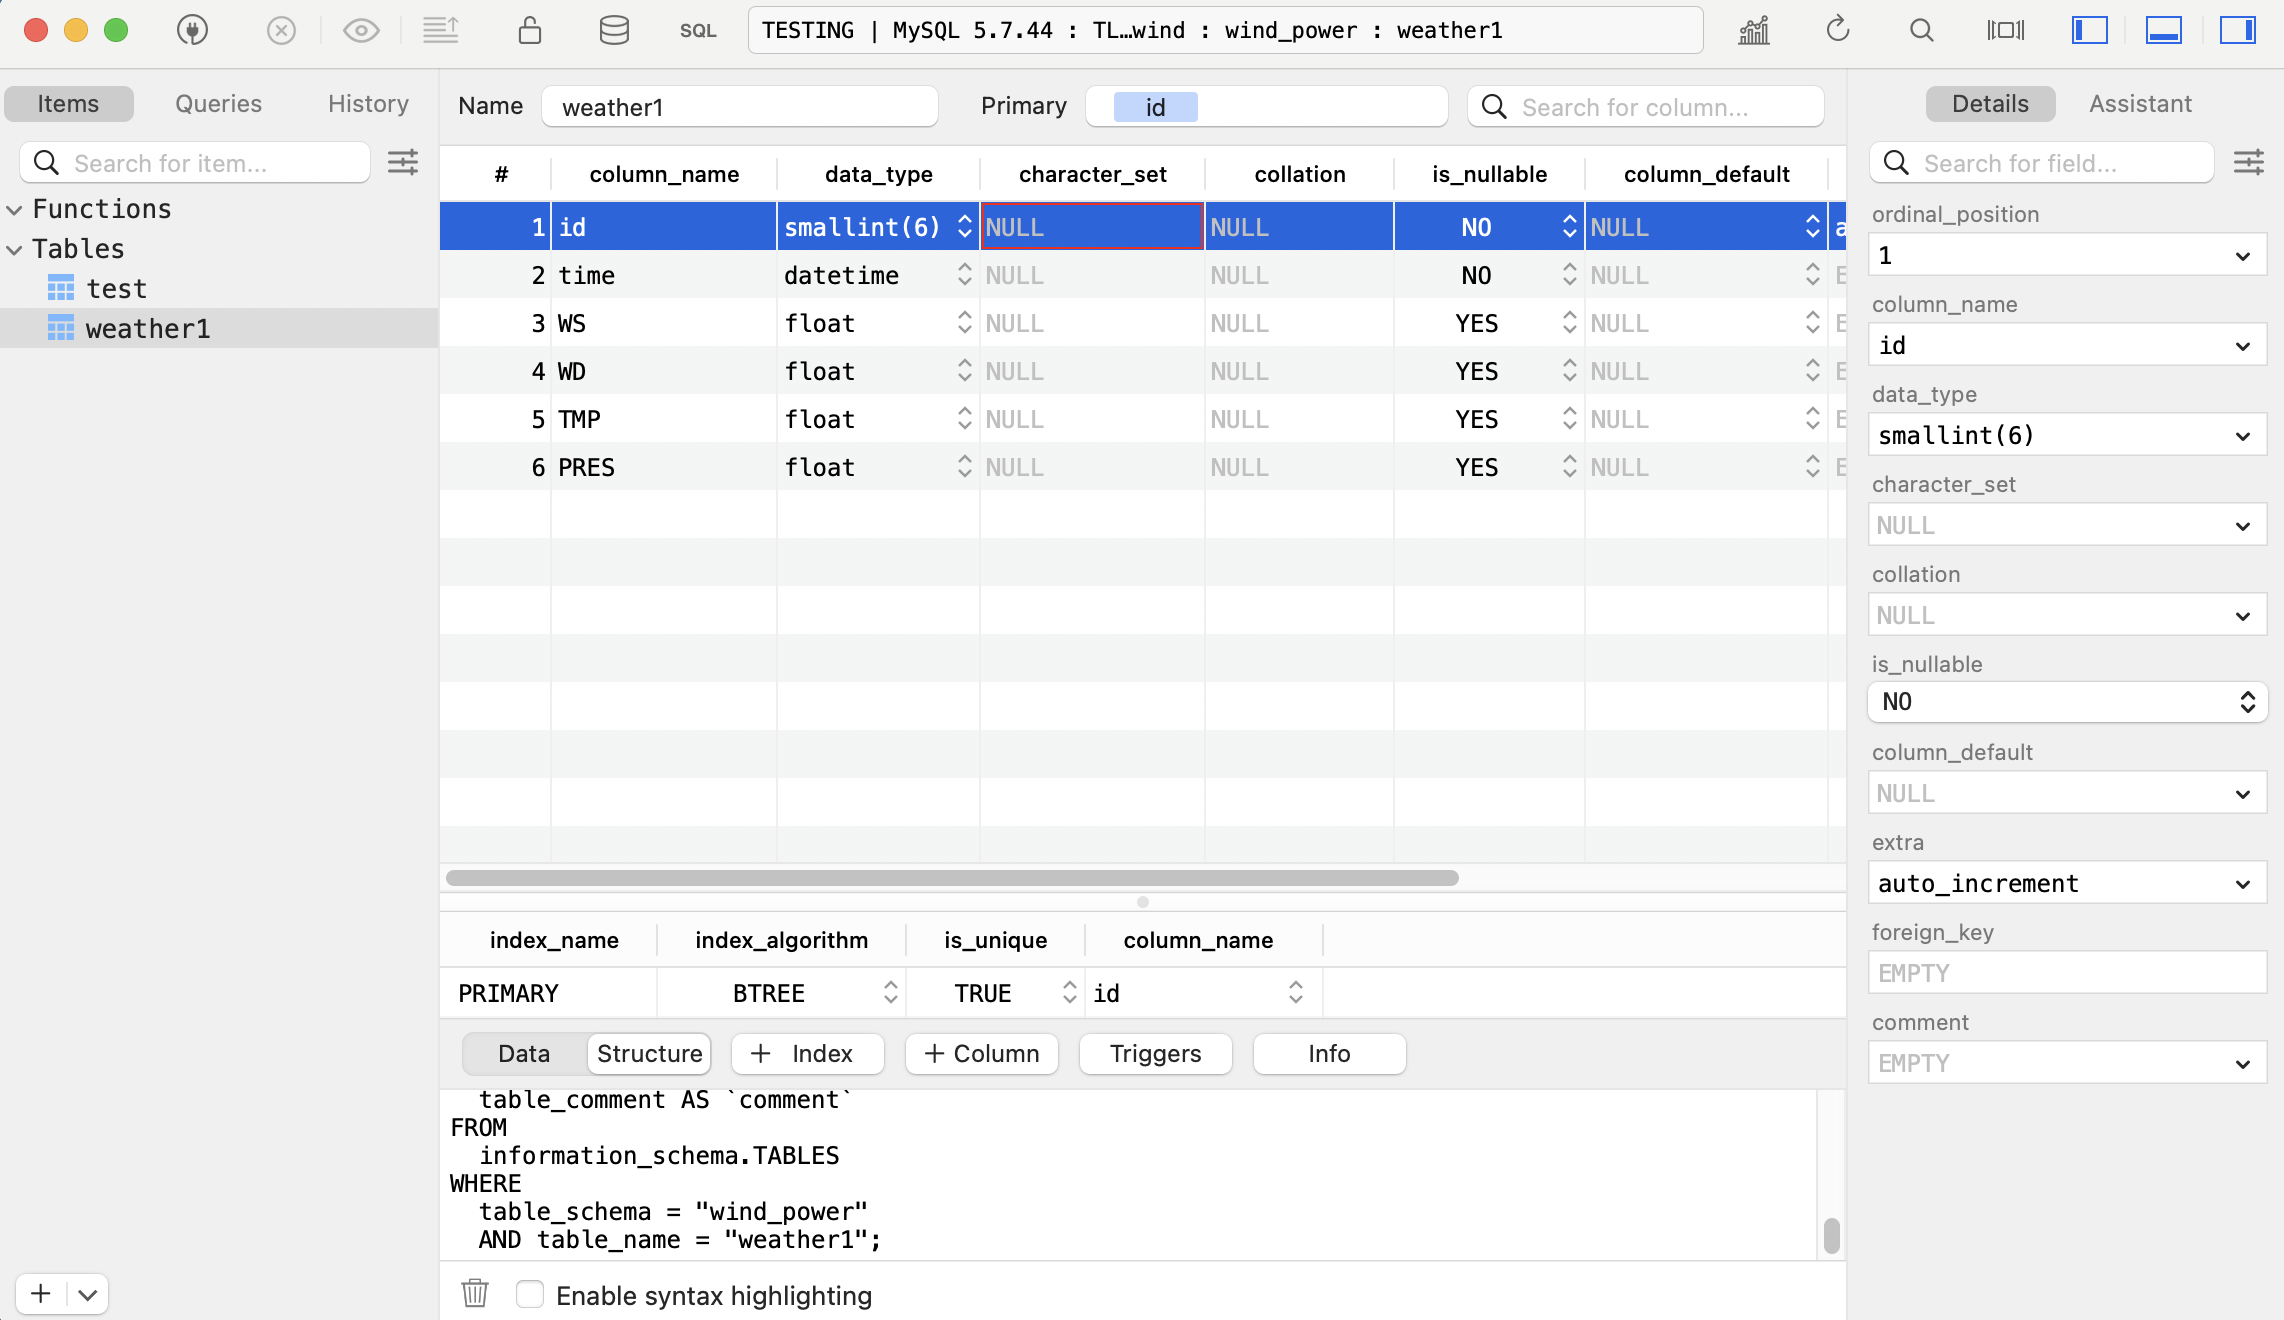 SQL TESTING | MySQL 5.7.44 : TL…wind : wind_power : weather1
Items Queries History
Search for item...
Functions
Tables
test
weather1
Name weather1 Primary id Search for column...
# column_name data_type character_set collation is_nullable column_default
1 id smallint(6) NULL NULL NO NULL a
2 time datetime NULL NULL NO NULL E
3 WS float NULL NULL YES NULL E
4 WD float NULL NULL YES NULL E
5 TMP float NULL NULL YES NULL E
6 PRES float NULL NULL YES NULL E
index_name index_algorithm is_unique column_name
PRIMARY BTREE TRUE id
Data Structure + Index + Column Triggers Info
table_comment AS `comment`
FROM
information_schema.TABLES
WHERE
table_schema = "wind_power"
AND table_name = "weather1";
Enable syntax highlighting
Details Assistant
Search for field...
ordinal_position
1
column_name
id
data_type
smallint(6)
character_set
NULL
collation
NULL
is_nullable
NO
column_default
NULL
extra
auto_increment
foreign_key
EMPTY
comment
EMPTY